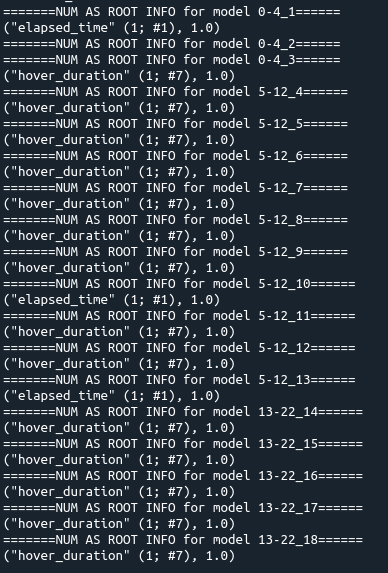 =======NUM AS ROOT INFO for model 0-4_1======
("elapsed_time" (1; #1), 1.0)
=======NUM AS ROOT INFO for model 0-4_2======
=======NUM AS ROOT INFO for model 0-4_3======
("hover_duration" (1; #7), 1.0)
=======NUM AS ROOT INFO for model 5-12_4======
("hover_duration" (1; #7), 1.0)
=======NUM AS ROOT INFO for model 5-12_5======
("hover_duration" (1; #7), 1.0)
=======NUM AS ROOT INFO for model 5-12_6======
("hover_duration" (1; #7), 1.0)
=======NUM AS ROOT INFO for model 5-12_7======
("hover_duration" (1; #7), 1.0)
=======NUM AS ROOT INFO for model 5-12_8======
("hover_duration" (1; #7), 1.0)
=======NUM AS ROOT INFO for model 5-12_9======
("hover_duration" (1; #7), 1.0)
=======NUM AS ROOT INFO for model 5-12_10======
("elapsed_time" (1; #1), 1.0)
=======NUM AS ROOT INFO for model 5-12_11======
("hover_duration" (1; #7), 1.0)
=======NUM AS ROOT INFO for model 5-12_12======
("hover_duration" (1; #7), 1.0)
=======NUM AS ROOT INFO for model 5-12_13======
("elapsed_time" (1; #1), 1.0)
=======NUM AS ROOT INFO for model 13-22_14======
("hover_duration" (1; #7), 1.0)
=======NUM AS ROOT INFO for model 13-22_15======
("hover_duration" (1; #7), 1.0)
=======NUM AS ROOT INFO for model 13-22_16======
("hover_duration" (1; #7), 1.0)
=======NUM AS ROOT INFO for model 13-22_17======
("hover_duration" (1; #7), 1.0)
=======NUM AS ROOT INFO for model 13-22_18======
("hover_duration" (1; #7), 1.0)